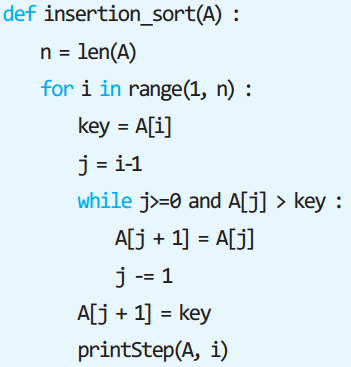 def insertion_sort(A) :
n = len(A)
for i in range(1, n) :
key = A[i]
j = i-1
while j>=0 and A[j] > key :
A[j + 1] = A[j]
j -= 1
A[j + 1] = key
printStep(A, i)